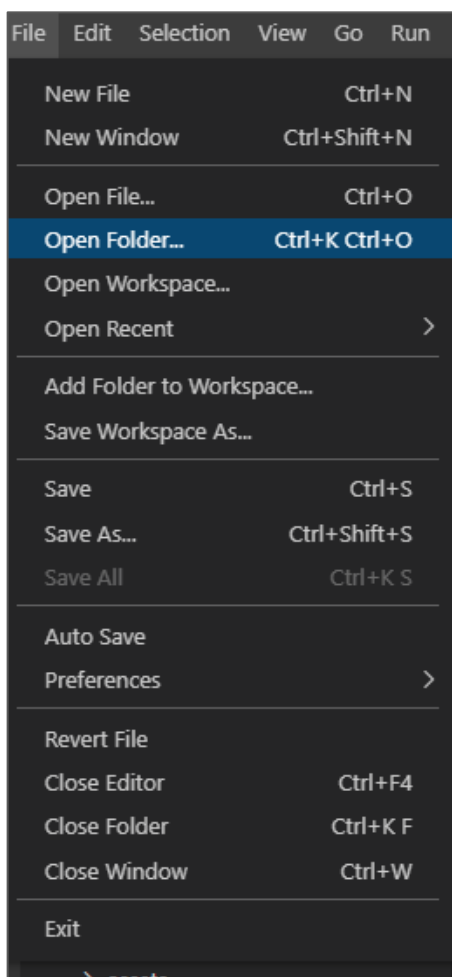 File Edit Selection View Go Run
New File Ctrl+N
New Window Ctrl+Shift+N
Open File... Ctrl+O
Open Folder... Ctrl+K Ctrl+O
Open Workspace...
Open Recent >
Add Folder to Workspace...
Save Workspace As...
Save Ctrl+S
Save As... Ctrl+Shift+S
Save All Ctrl+K S
Auto Save
Preferences >
Revert File
Close Editor Ctrl+F4
Close Folder Ctrl+K F
Close Window Ctrl+W
Exit